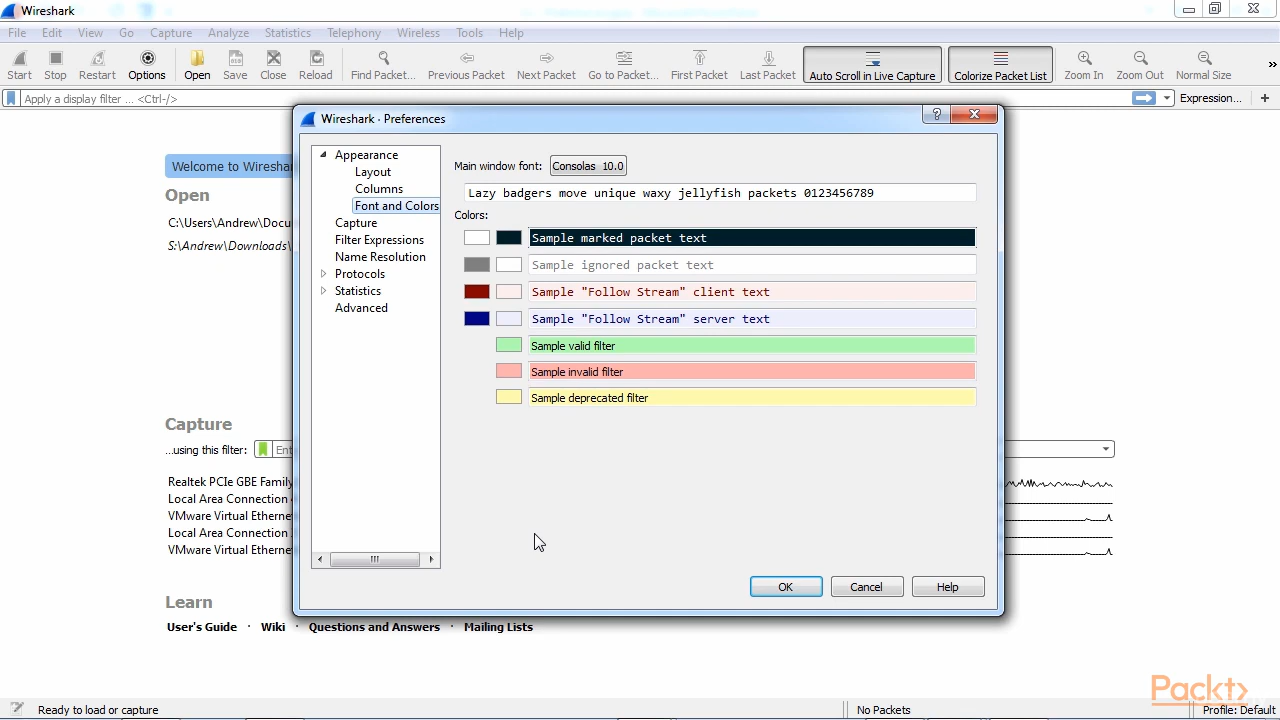 Wireshark
File Edit View Go Capture Analyze Statistics Telephony Wireless Tools Help
Start Stop Restart Options Open Save Close Reload Find Packet... Previous Packet Next Packet Go to Packet... First Packet Last Packet Auto Scroll in Live Capture Colorize Packet List Zoom In Zoom Out Normal Size »
Apply a display filter ... <Ctrl-/> Expression... +
Wireshark · Preferences
Appearance
Layout
Columns
Font and Colors
Capture
Filter Expressions
Name Resolution
Protocols
Statistics
Advanced
Main window font: Consolas 10.0
Lazy badgers move unique waxy jellyfish packets 0123456789
Colors:
Sample marked packet text
Sample ignored packet text
Sample "Follow Stream" client text
Sample "Follow Stream" server text
Sample valid filter
Sample invalid filter
Sample deprecated filter
OK Cancel Help
Welcome to Wiresha
Open
C:\Users\Andrew\Docu
S:\Andrew\Downloads\
Capture
...using this filter: Ent
Realtek PCIe GBE Family
Local Area Connection
VMware Virtual Etherne
Local Area Connection
VMware Virtual Etherne
Learn
User's Guide · Wiki · Questions and Answers · Mailing Lists
Packt>
Ready to load or capture No Packets Profile: Default